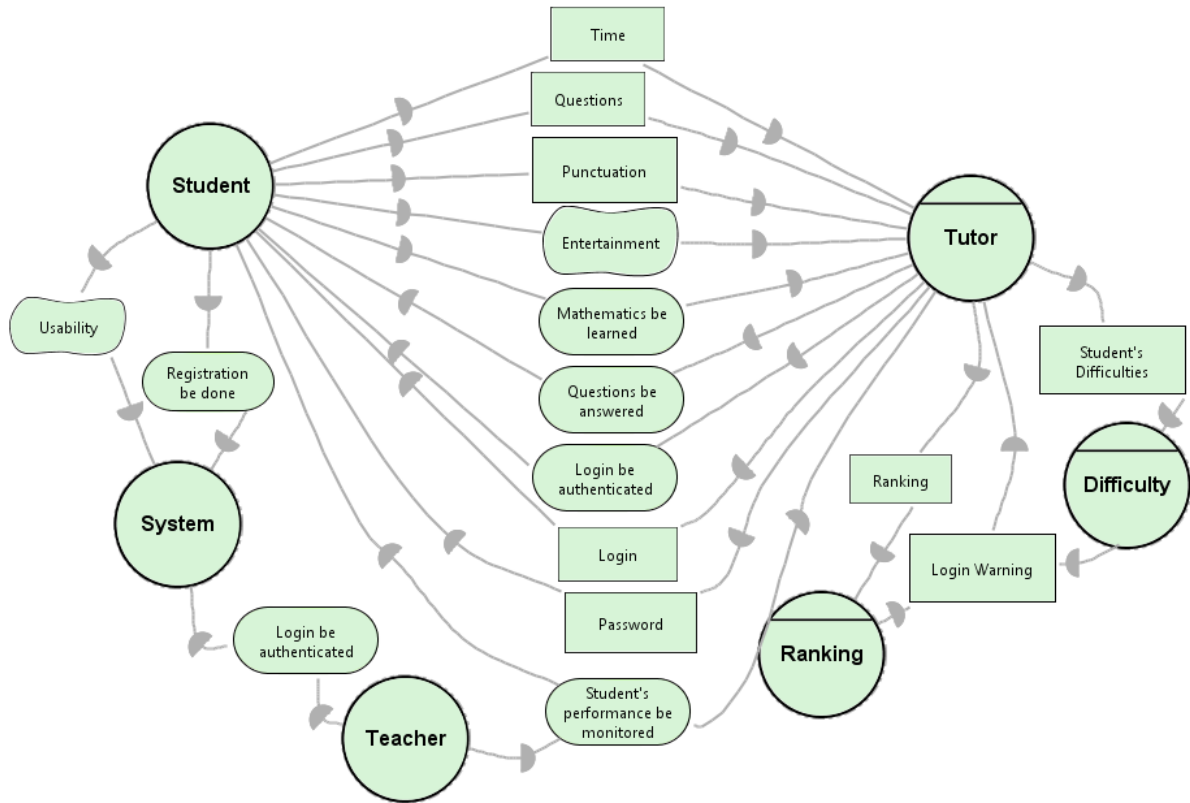 Time
Questions
Punctuation
Entertainment
Mathematics be
learned
Questions be
answered
Login be
authenticated
Login
Password
Student's
performance be
monitored
Student
Usability
Registration
be done
System
Login be
authenticated
Teacher
Tutor
Student's
Difficulties
Difficulty
Ranking
Login Warning
Ranking